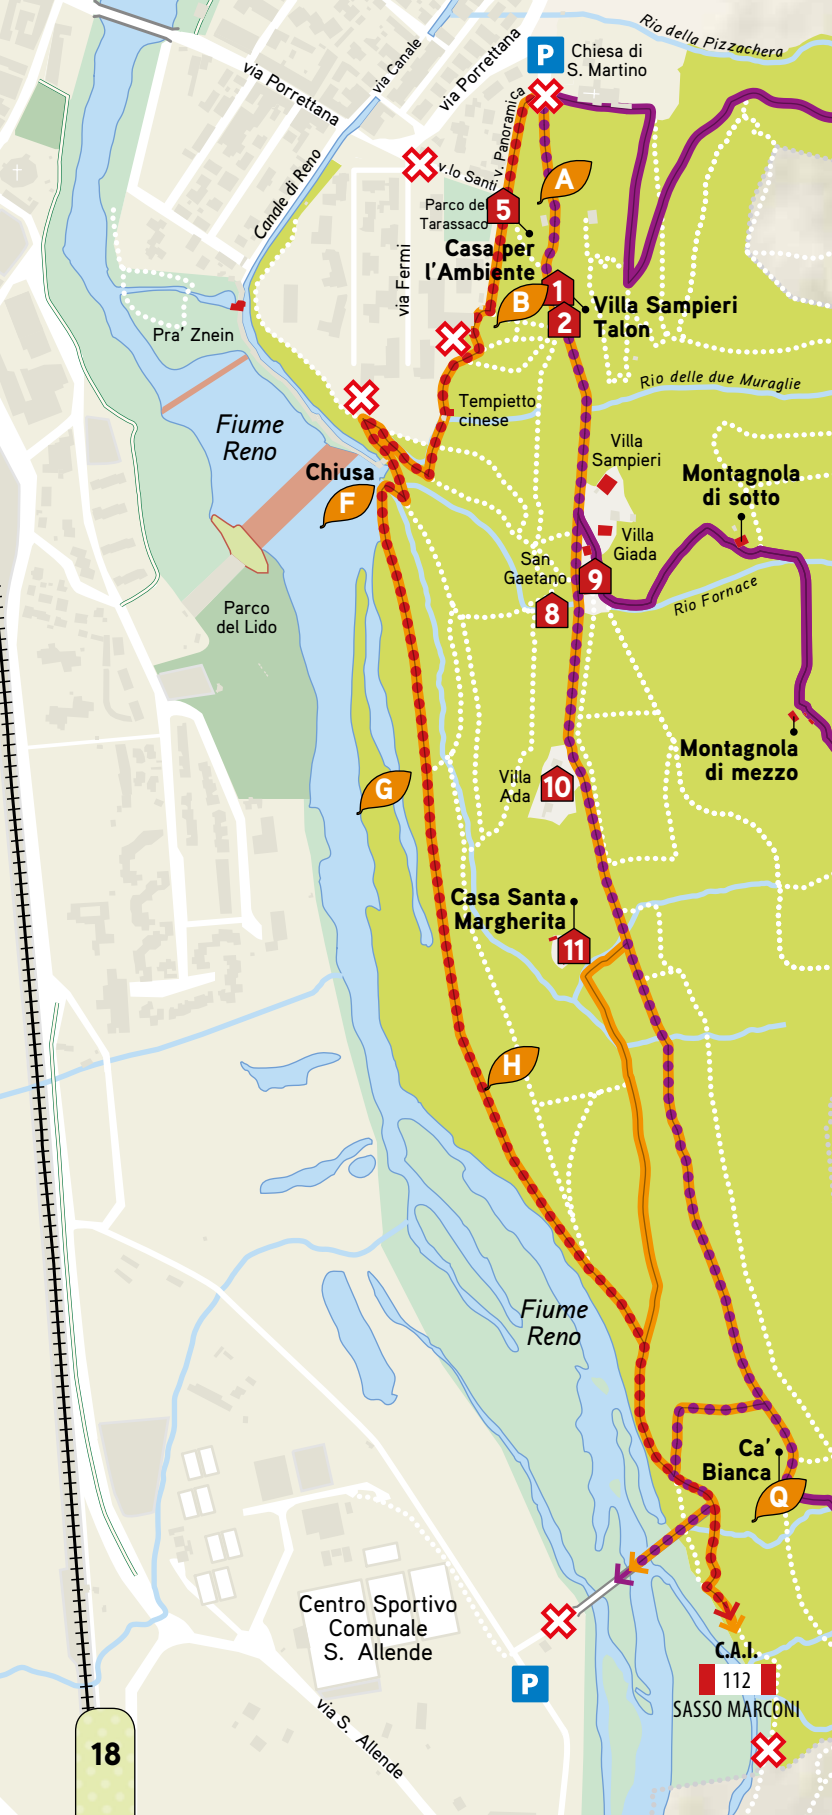 Rio della Pizzachera
P
Chiesa di
S. Martino
via Porrettana
via Canale
via Porrettana
v. Panoramica
v.lo Santi
A
Canale di Reno
5
Parco del
Tarassaco
Casa per
l'Ambiente
via Fermi
B
1
2
Villa Sampieri
Talon
Pra' Znein
Rio delle due Muraglie
Tempietto
cinese
Fiume
Reno
Villa
Sampieri
Chiusa
F
Montagnola
di sotto
Villa
Giada
San
Gaetano
9
8
Rio Fornace
Parco
del Lido
Montagnola
di mezzo
Villa
Ada
10
G
Casa Santa
Margherita
11
H
Fiume
Reno
Ca'
Bianca
Q
Centro Sportivo
Comunale
S. Allende
P
C.A.I.
112
SASSO MARCONI
via S. Allende
18